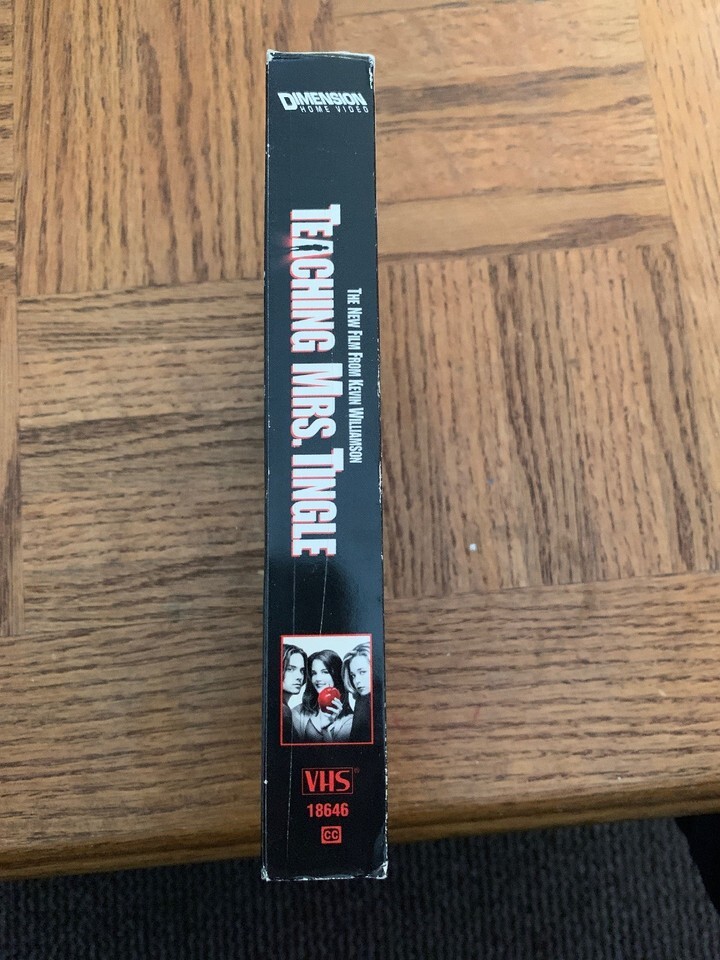 DIMENSION
HOME VIDEO
THE NEW FILM FROM KEVIN WILLIAMSON
TEACHING MRS. TINGLE
VHS®
18646
CC